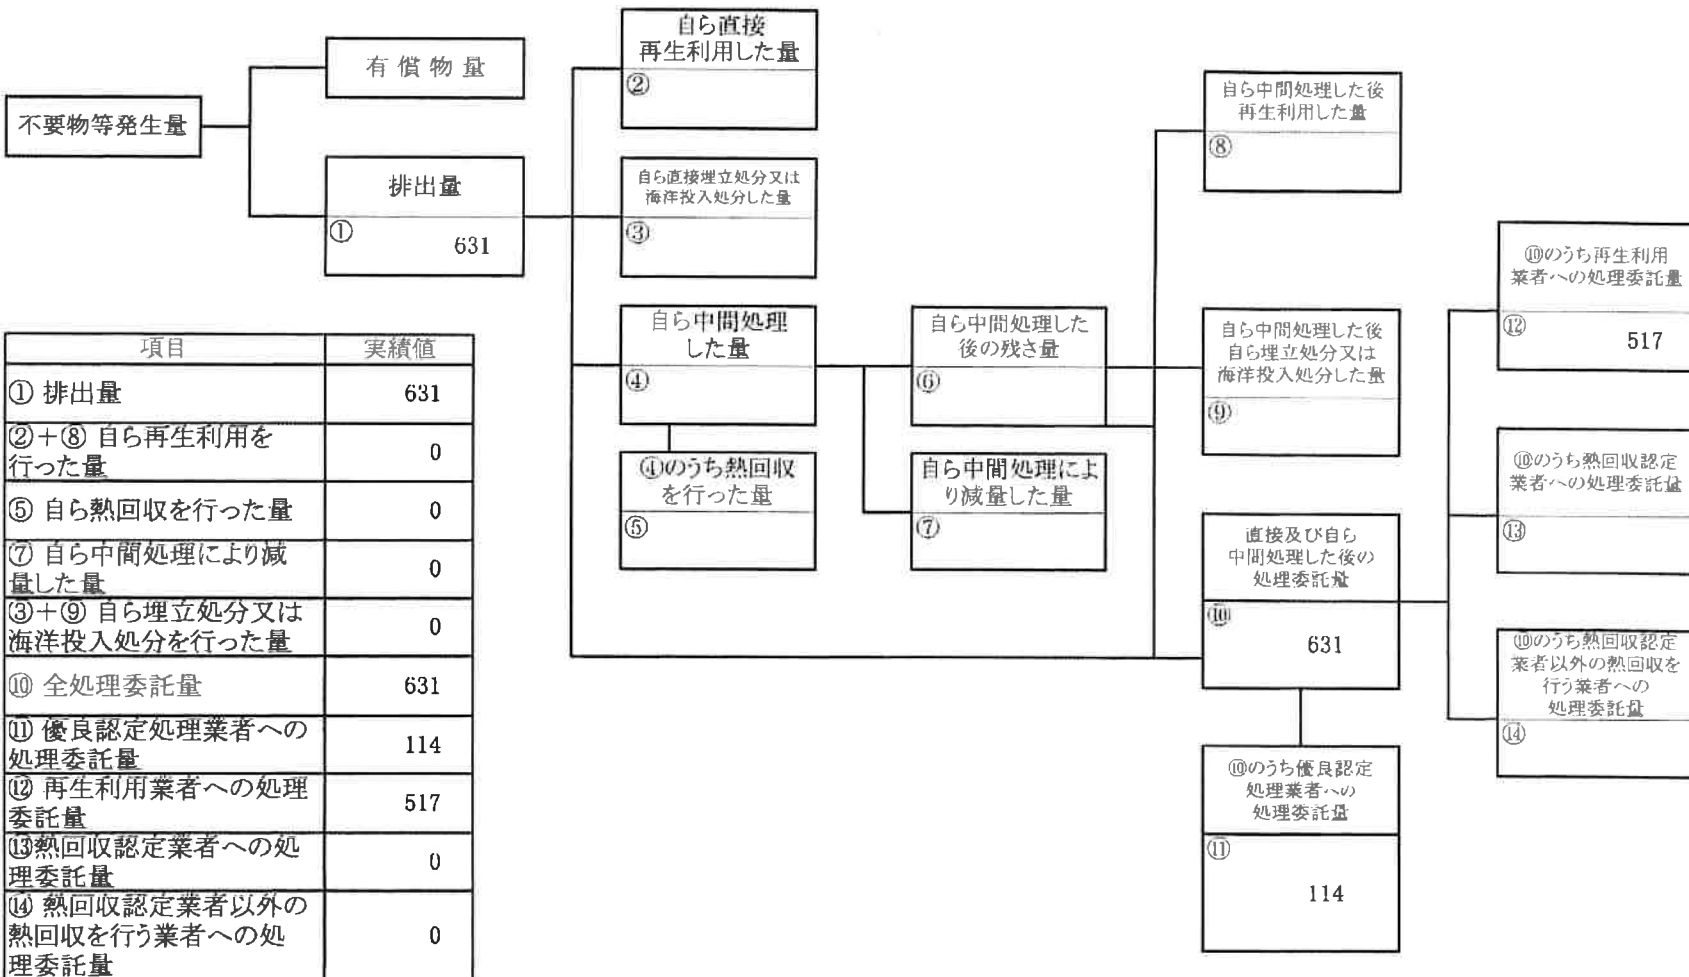 不要物等発生量
有償物量
排出量
①
631
自ら直接
再生利用した量
②
自ら直接埋立処分又は
海洋投入処分した量
③
自ら中間処理
した量
④
④のうち熱回収
を行った量
⑤
自ら中間処理した
後の残さ量
⑥
自ら中間処理によ
り減量した量
⑦
自ら中間処理した後
再生利用した量
⑧
自ら中間処理した後
自ら埋立処分又は
海洋投入処分した量
⑨
直接及び自ら
中間処理した後の
処理委託量
⑩
631
⑩のうち優良認定
処理業者への
処理委託量
⑪
114
⑩のうち再生利用
業者への処理委託量
⑫
517
⑩のうち熱回収認定
業者への処理委託量
⑬
⑩のうち熱回収認定
業者以外の熱回収を
行う業者への
処理委託量
⑭
項目 実績値
① 排出量 631
②+⑧ 自ら再生利用を
行った量 0
⑤ 自ら熱回収を行った量 0
⑦ 自ら中間処理により減
量した量 0
③+⑨ 自ら埋立処分又は
海洋投入処分を行った量 0
⑩ 全処理委託量 631
⑪ 優良認定処理業者への
処理委託量 114
⑫ 再生利用業者への処理
委託量 517
⑬熱回収認定業者への処
理委託量 0
⑭ 熱回収認定業者以外の
熱回収を行う業者への処
理委託量 0